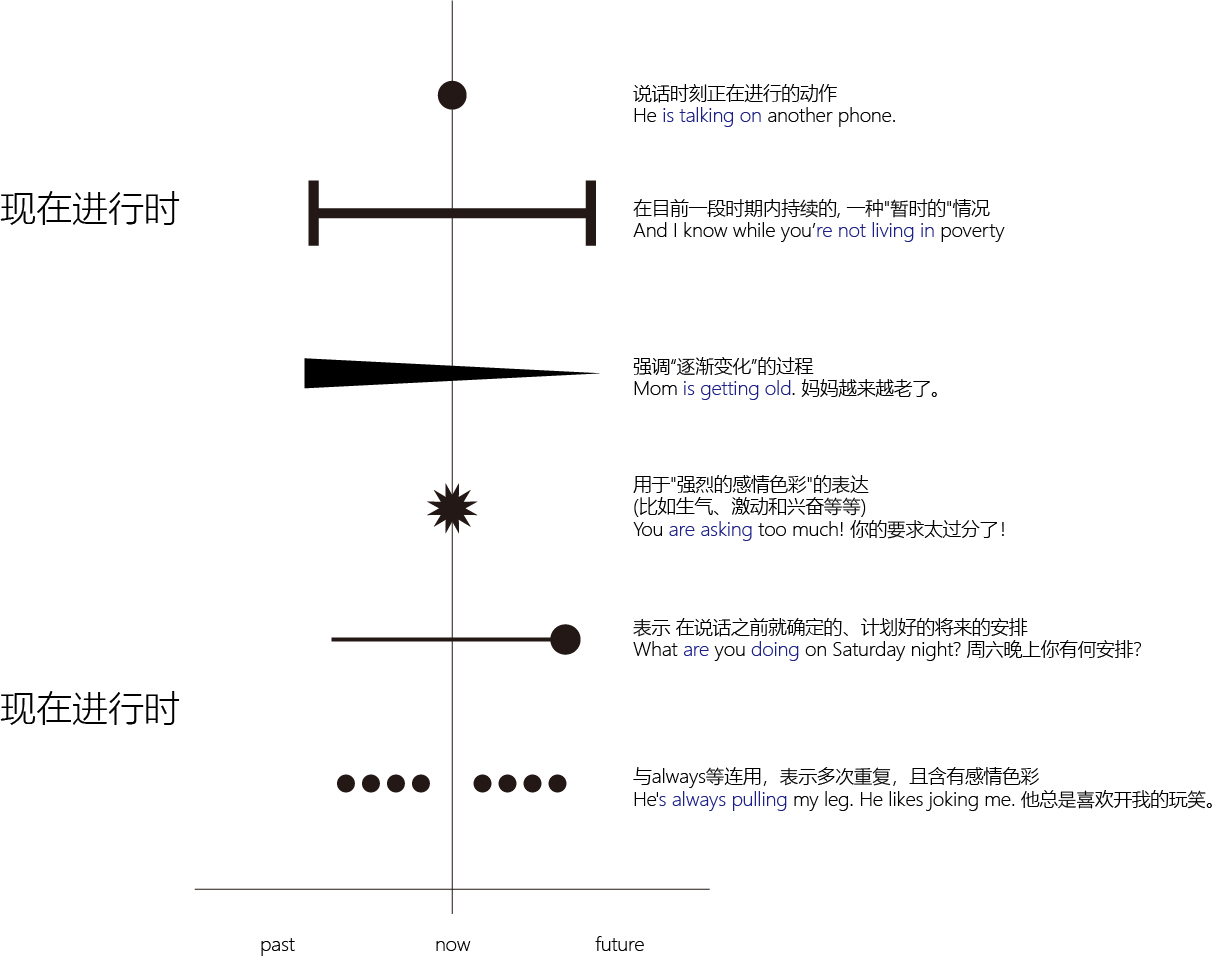 说话时刻正在进行的动作
He is talking on another phone.
现在进行时
在目前一段时期内持续的, 一种"暂时的"情况
And I know while you’re not living in poverty
强调“逐渐变化”的过程
Mom is getting old. 妈妈越来越老了。
用于"强烈的感情色彩"的表达
(比如生气、激动和兴奋等等)
You are asking too much! 你的要求太过分了!
表示 在说话之前就确定的、计划好的将来的安排
What are you doing on Saturday night? 周六晚上你有何安排?
现在进行时
与always等连用，表示多次重复，且含有感情色彩
He's always pulling my leg. He likes joking me. 他总是喜欢开我的玩笑。
past now future